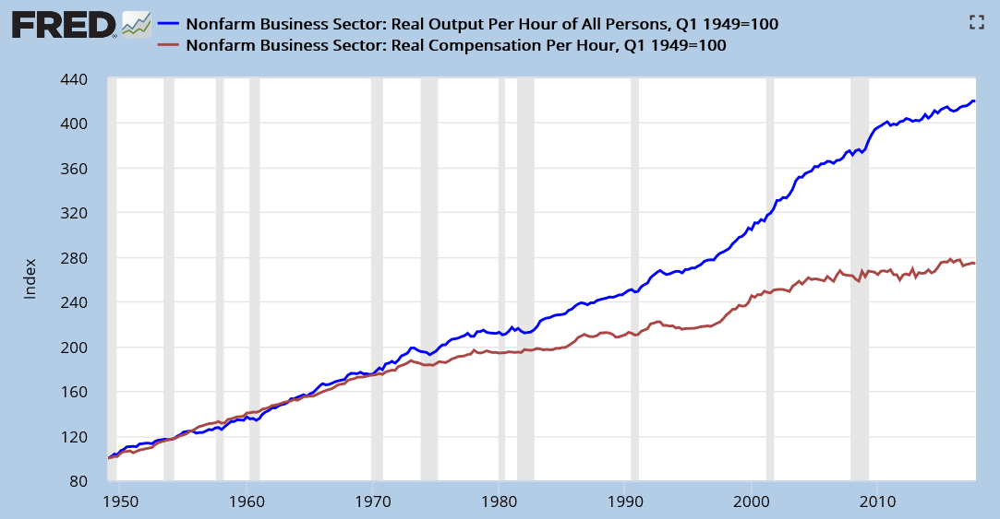 FRED
Nonfarm Business Sector: Real Output Per Hour of All Persons, Q1 1949=100
Nonfarm Business Sector: Real Compensation Per Hour, Q1 1949=100
440
400
360
320
280
240
200
160
120
80
Index
1950 1960 1970 1980 1990 2000 2010